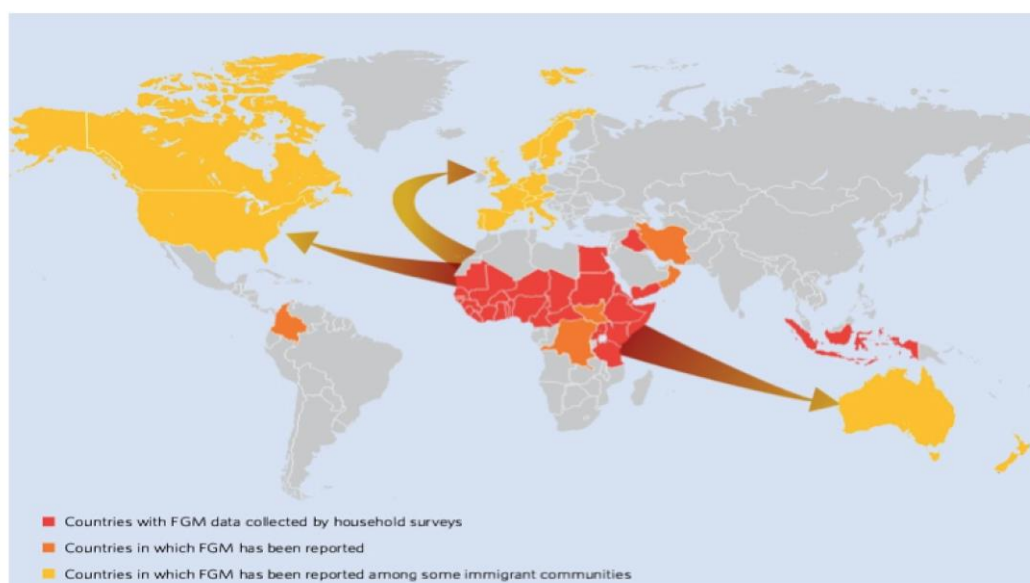 Countries with FGM data collected by household surveys
Countries in which FGM has been reported
Countries in which FGM has been reported among some immigrant communities